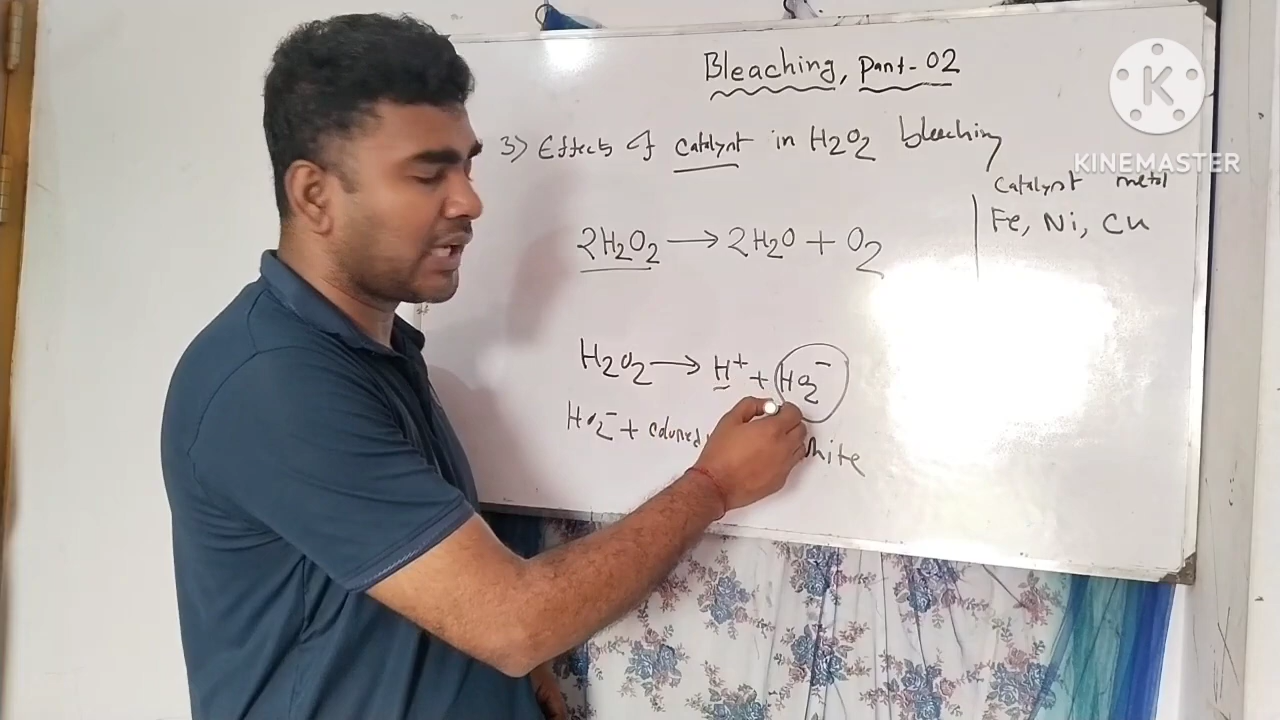 Bleaching, part-02
3) Effects of catalyst in H2O2 bleaching
catalyst metal
Fe, Ni, Cu
2H2O2 → 2H2O + O2
H2O2 → H+ + HO2-
HO2- + coloured
white
K
KINEMASTER